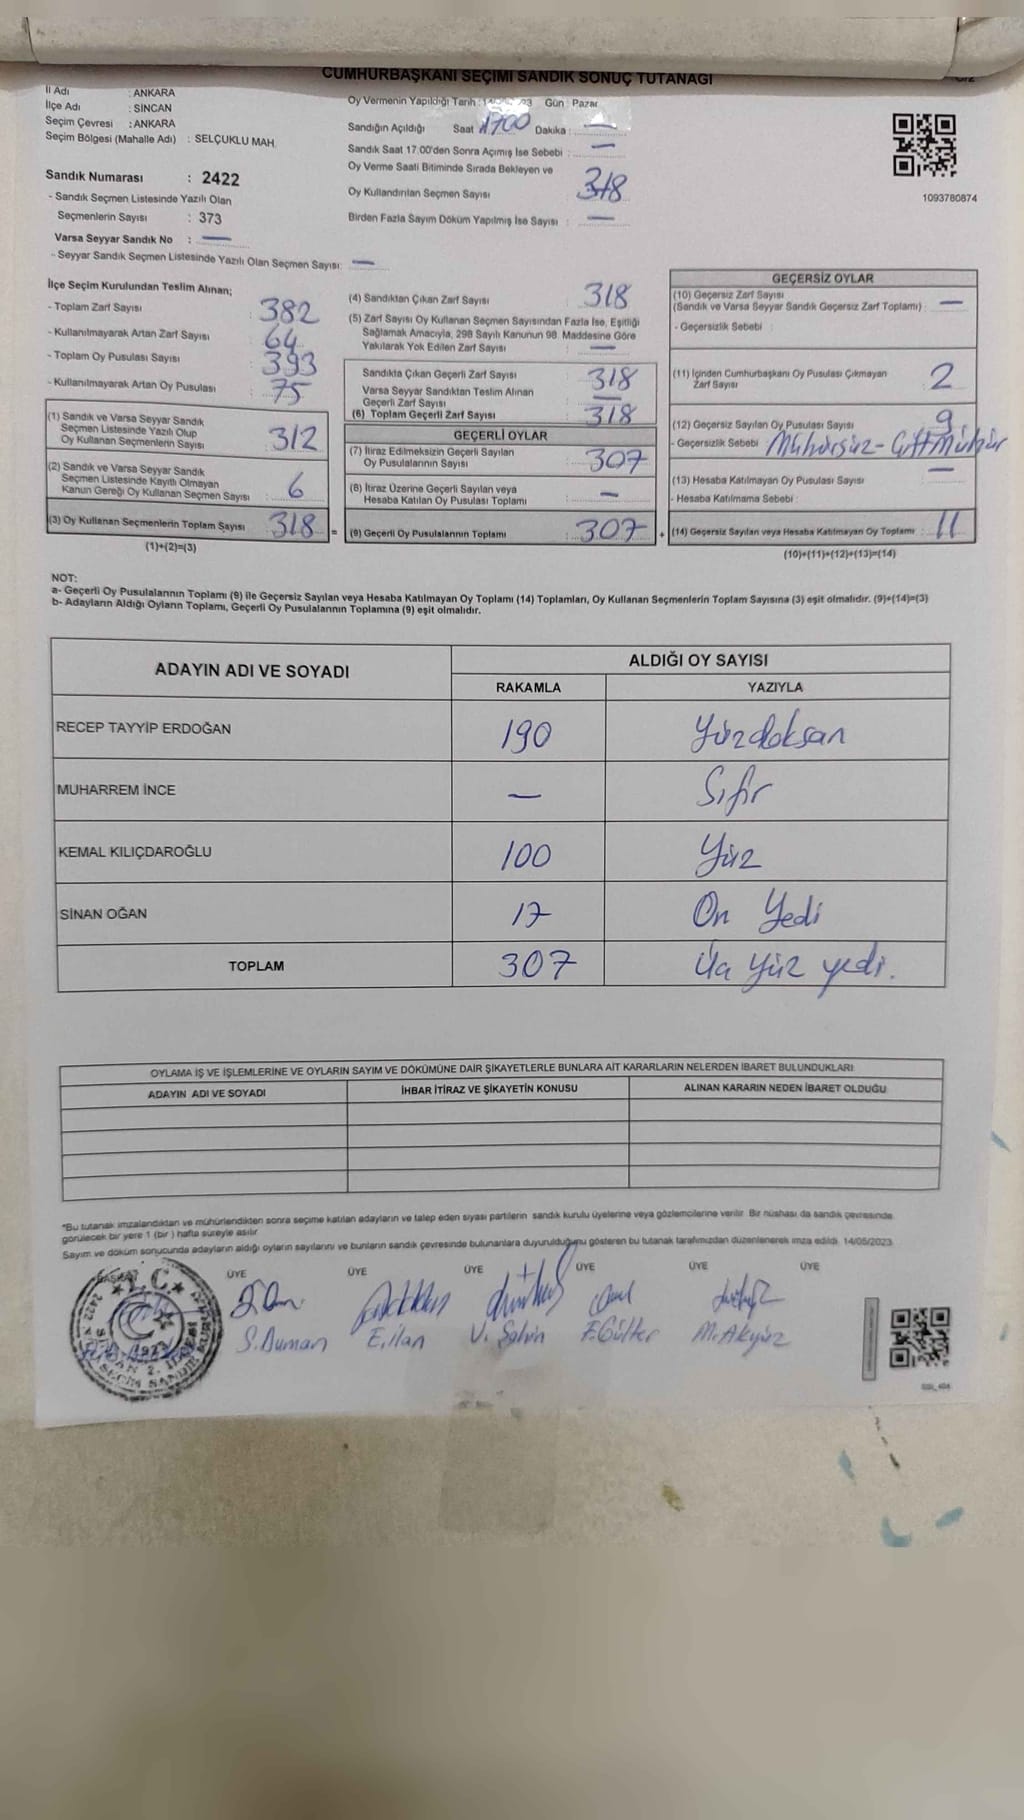 CUMHURBAŞKANI SEÇİMİ SANDIK SONUÇ TUTANAĞI
İl Adı : ANKARA
İlçe Adı : SİNCAN
Seçim Çevresi : ANKARA
Seçim Bölgesi (Mahalle Adı) : SELÇUKLU MAH.
Sandık Numarası : 2422
- Sandık Seçmen Listesinde Yazılı Olan
Seçmenlerin Sayısı : 373
Varsa Seyyar Sandık No : —
- Seyyar Sandık Seçmen Listesinde Yazılı Olan Seçmen Sayısı: —
Oy Vermenin Yapıldığı Tarih : Gün : Pazar
Sandığın Açıldığı Saat 1700 Dakika : —
Sandık Saat 17:00'den Sonra Açımış İse Sebebi : —
Oy Verme Saati Bitiminde Sırada Bekleyen ve
Oy Kullandırılan Seçmen Sayısı 318
Birden Fazla Sayım Döküm Yapılmış İse Sayısı : —
1093780874
İlçe Seçim Kurulundan Teslim Alınan;
- Toplam Zarf Sayısı 382
- Kullanılmayarak Artan Zarf Sayısı 64
- Toplam Oy Pusulası Sayısı 393
- Kullanılmayarak Artan Oy Pusulası 75
(1) Sandık ve Varsa Seyyar Sandık
Seçmen Listesinde Yazılı Olup
Oy Kullanan Seçmenlerin Sayısı : 312
(2) Sandık ve Varsa Seyyar Sandık
Seçmen Listesinde Kayıtlı Olmayan
Kanun Gereği Oy Kullanan Seçmen Sayısı : 6
(3) Oy Kullanan Seçmenlerin Toplam Sayısı : 318 =
(1)+(2)=(3)
(4) Sandıktan Çıkan Zarf Sayısı 318
(5) Zarf Sayısı Oy Kullanan Seçmen Sayısından Fazla İse, Eşitliği
Sağlamak Amacıyla, 298 Sayılı Kanunun 98. Maddesine Göre
Yakılarak Yok Edilen Zarf Sayısı : —
Sandıkta Çıkan Geçerli Zarf Sayısı : 318
Varsa Seyyar Sandıktan Teslim Alınan
Geçerli Zarf Sayısı : —
(6) Toplam Geçerli Zarf Sayısı : 318
GEÇERLİ OYLAR
(7) İtiraz Edilmeksizin Geçerli Sayılan
Oy Pusulalarının Sayısı : 307
(8) İtiraz Üzerine Geçerli Sayılan veya
Hesaba Katılan Oy Pusulası Toplamı : —
(9) Geçerli Oy Pusulalarının Toplamı : 307 +
GEÇERSİZ OYLAR
(10) Geçersiz Zarf Sayısı
(Sandık ve Varsa Seyyar Sandık Geçersiz Zarf Toplamı) : —
- Geçersizlik Sebebi :
(11) İçinden Cumhurbaşkanı Oy Pusulası Çıkmayan
Zarf Sayısı : 2
(12) Geçersiz Sayılan Oy Pusulası Sayısı : 9
- Geçersizlik Sebebi : Mühürsüz - Çift Mühür
(13) Hesaba Katılmayan Oy Pusulası Sayısı : —
- Hesaba Katılmama Sebebi :
(14) Geçersiz Sayılan veya Hesaba Katılmayan Oy Toplamı : 11
(10)+(11)+(12)+(13)=(14)
NOT:
a- Geçerli Oy Pusulalarının Toplamı (9) ile Geçersiz Sayılan veya Hesaba Katılmayan Oy Toplamı (14) Toplamları, Oy Kullanan Seçmenlerin Toplam Sayısına (3) eşit olmalıdır. (9)+(14)=(3)
b- Adayların Aldığı Oyların Toplamı, Geçerli Oy Pusulalarının Toplamına (9) eşit olmalıdır.
ADAYIN ADI VE SOYADI
ALDIĞI OY SAYISI
RAKAMLA YAZIYLA
RECEP TAYYİP ERDOĞAN 190 Yüzdoksan
MUHARREM İNCE — Sıfır
KEMAL KILIÇDAROĞLU 100 Yüz
SİNAN OĞAN 17 On Yedi
TOPLAM 307 Üç Yüz yedi.
OYLAMA İŞ VE İŞLEMLERİNE VE OYLARIN SAYIM VE DÖKÜMÜNE DAİR ŞİKAYETLERLE BUNLARA AİT KARARLARIN NELERDEN İBARET BULUNDUKLARI
ADAYIN ADI VE SOYADI İHBAR İTİRAZ VE ŞİKAYETİN KONUSU ALINAN KARARIN NEDEN İBARET OLDUĞU
*Bu tutanak imzalandıktan ve mühürlendikten sonra seçime katılan adayların ve talep eden siyasi partilerin sandık kurulu üyelerine veya gözlemcilerine verilir. Bir nüshası da sandık çevresinde
görülecek bir yere 1 (bir) hafta süreyle asılır.
Sayım ve döküm sonucunda adayların aldığı oyların sayılarını ve bunların sandık çevresinde bulunanlara duyurulduğunu gösteren bu tutanak tarafımızdan düzenlenerek imza edildi. 14/05/2023
BAŞKAN ÜYE ÜYE ÜYE ÜYE ÜYE ÜYE
S.Duman E.ilan V. Şahin F.Gülter M.Akyüz
T.C.